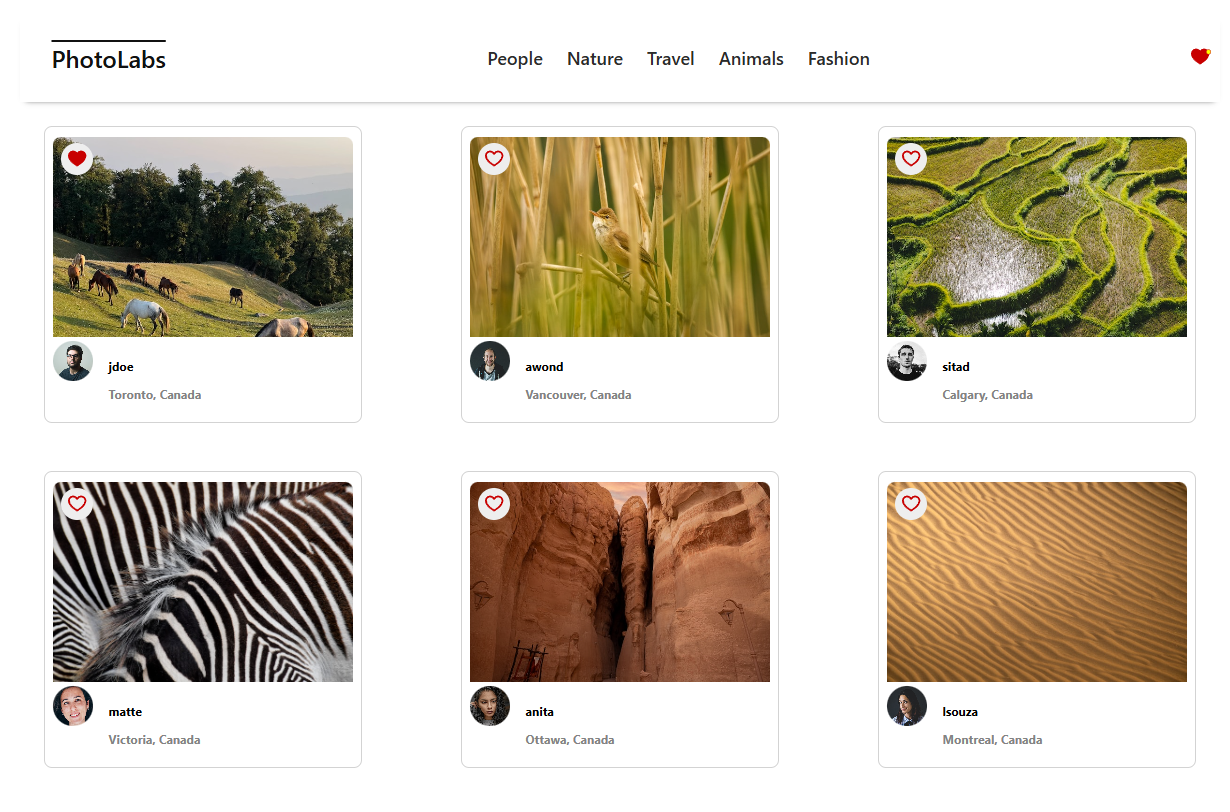 PhotoLabs
People Nature Travel Animals Fashion
jdoe
Toronto, Canada
awond
Vancouver, Canada
sitad
Calgary, Canada
matte
Victoria, Canada
anita
Ottawa, Canada
lsouza
Montreal, Canada